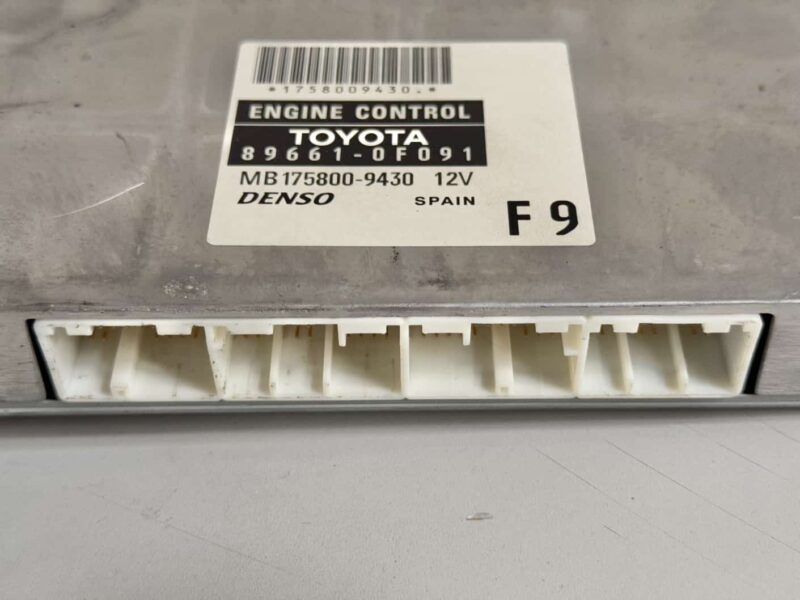 *1758009430.*
ENGINE CONTROL
TOYOTA
89661-0F091
MB175800-9430 12V
DENSO SPAIN F9